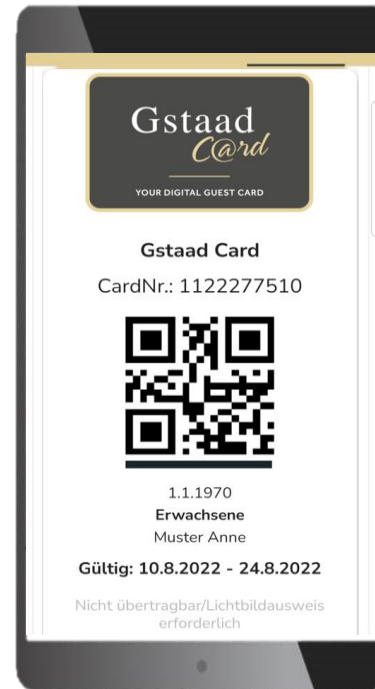 Gstaad
C@rd
YOUR DIGITAL GUEST CARD
Gstaad Card
CardNr.: 1122277510
1.1.1970
Erwachsene
Muster Anne
Gültig: 10.8.2022 - 24.8.2022
Nicht übertragbar/Lichtbildausweis
erforderlich